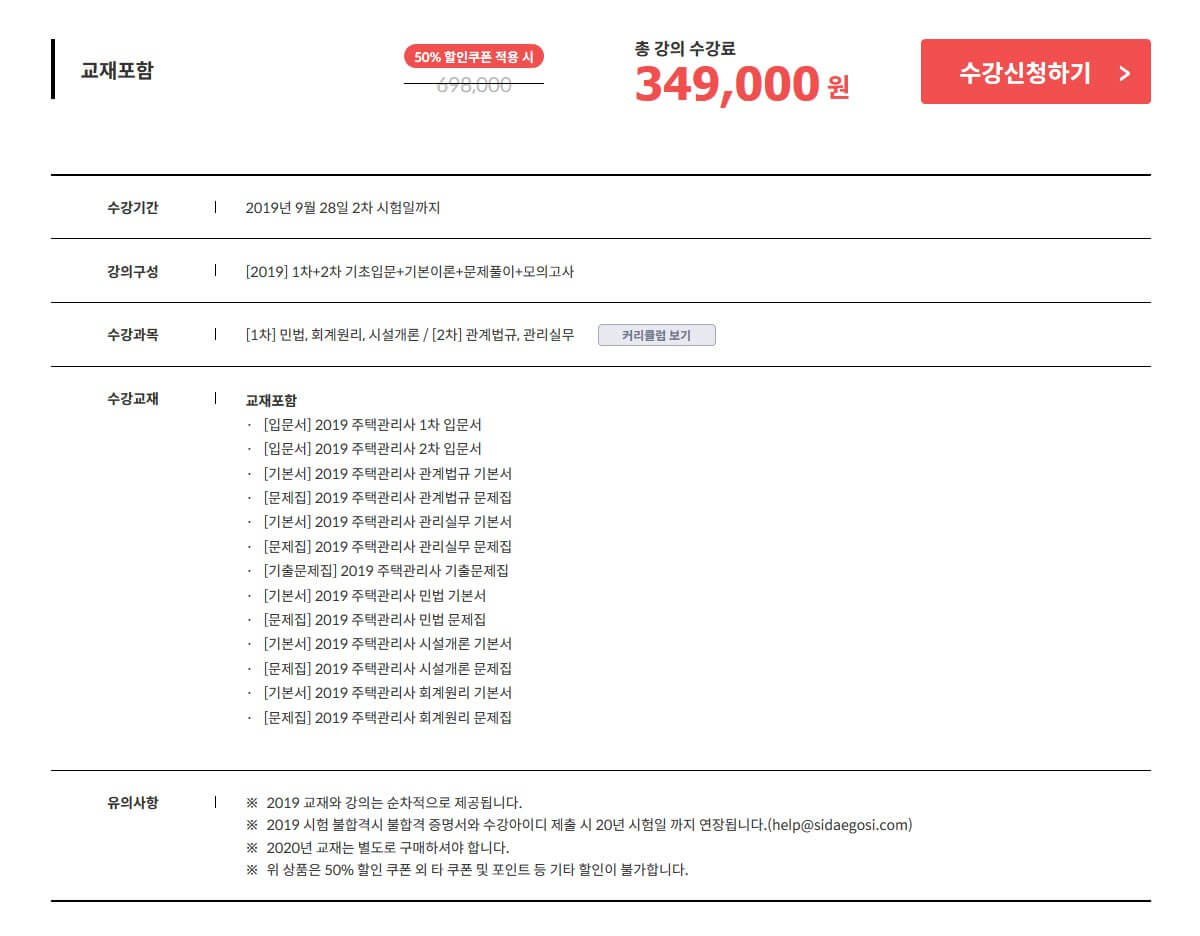 교재포함
50% 할인쿠폰 적용 시
698,000
총 강의 수강료
349,000 원
수강신청하기 >
수강기간 2019년 9월 28일 2차 시험일까지
강의구성 [2019] 1차+2차 기초입문+기본이론+문제풀이+모의고사
수강과목 [1차] 민법, 회계원리, 시설개론 / [2차] 관계법규, 관리실무 커리큘럼 보기
수강교재 교재포함
· [입문서] 2019 주택관리사 1차 입문서
· [입문서] 2019 주택관리사 2차 입문서
· [기본서] 2019 주택관리사 관계법규 기본서
· [문제집] 2019 주택관리사 관계법규 문제집
· [기본서] 2019 주택관리사 관리실무 기본서
· [문제집] 2019 주택관리사 관리실무 문제집
· [기출문제집] 2019 주택관리사 기출문제집
· [기본서] 2019 주택관리사 민법 기본서
· [문제집] 2019 주택관리사 민법 문제집
· [기본서] 2019 주택관리사 시설개론 기본서
· [문제집] 2019 주택관리사 시설개론 문제집
· [기본서] 2019 주택관리사 회계원리 기본서
· [문제집] 2019 주택관리사 회계원리 문제집
유의사항 ※ 2019 교재와 강의는 순차적으로 제공됩니다.
※ 2019 시험 불합격시 불합격 증명서와 수강아이디 제출 시 20년 시험일 까지 연장됩니다.(help@sidaegosi.com)
※ 2020년 교재는 별도로 구매하셔야 합니다.
※ 위 상품은 50% 할인 쿠폰 외 타 쿠폰 및 포인트 등 기타 할인이 불가합니다.